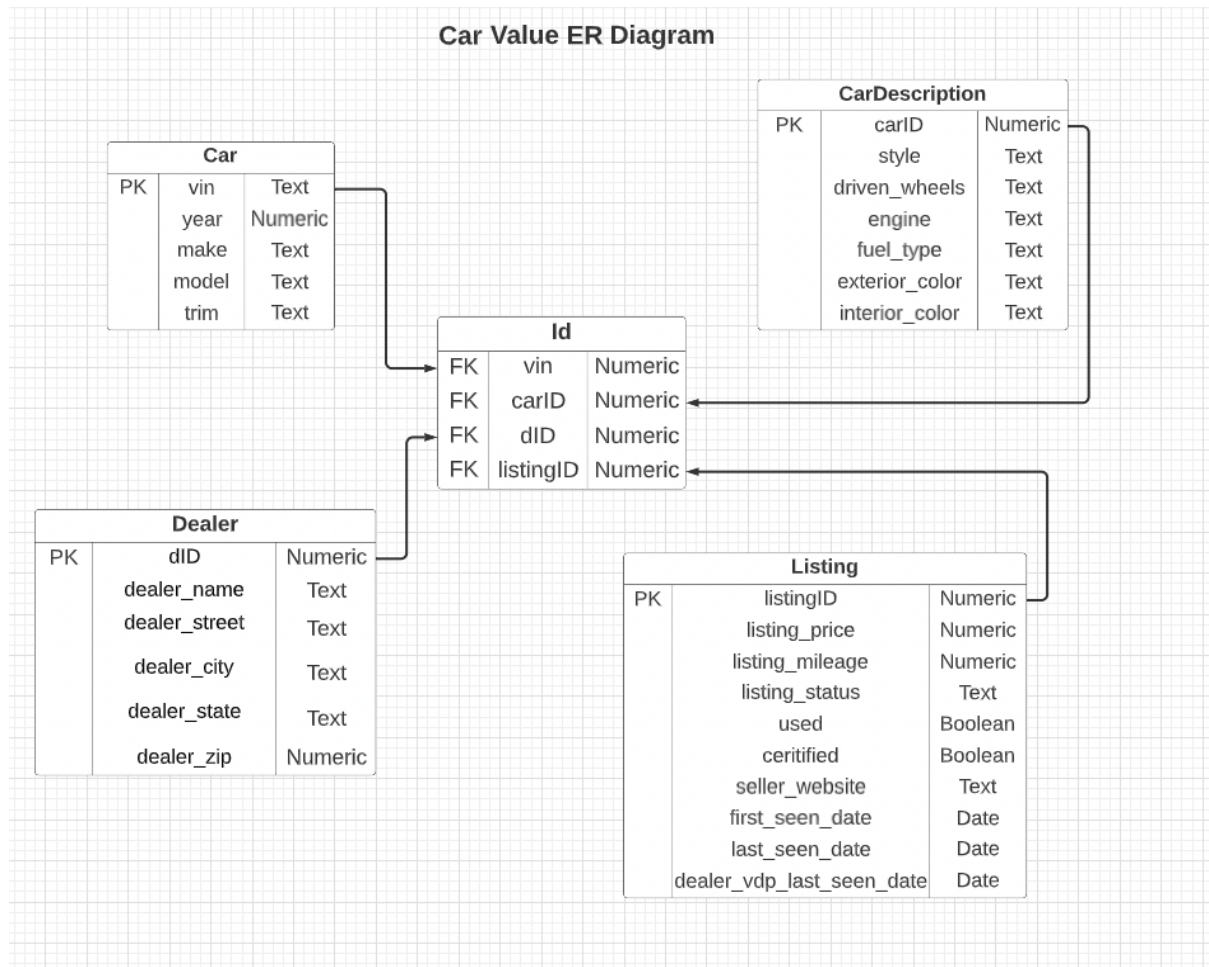 Car Value ER Diagram
CarDescription
PK carID Numeric
style Text
driven_wheels Text
engine Text
fuel_type Text
exterior_color Text
interior_color Text
Car
PK vin Text
year Numeric
make Text
model Text
trim Text
Id
FK vin Numeric
FK carID Numeric
FK dID Numeric
FK listingID Numeric
Dealer
PK dID Numeric
dealer_name Text
dealer_street Text
dealer_city Text
dealer_state Text
dealer_zip Numeric
Listing
PK listingID Numeric
listing_price Numeric
listing_mileage Numeric
listing_status Text
used Boolean
ceritified Boolean
seller_website Text
first_seen_date Date
last_seen_date Date
dealer_vdp_last_seen_date Date